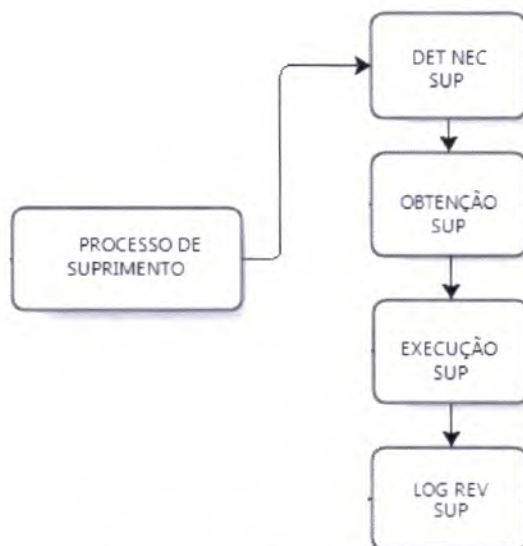 PROCESSO DE
SUPRIMENTO
DET NEC
SUP
OBTENÇÃO
SUP
EXECUÇÃO
SUP
LOG REV
SUP